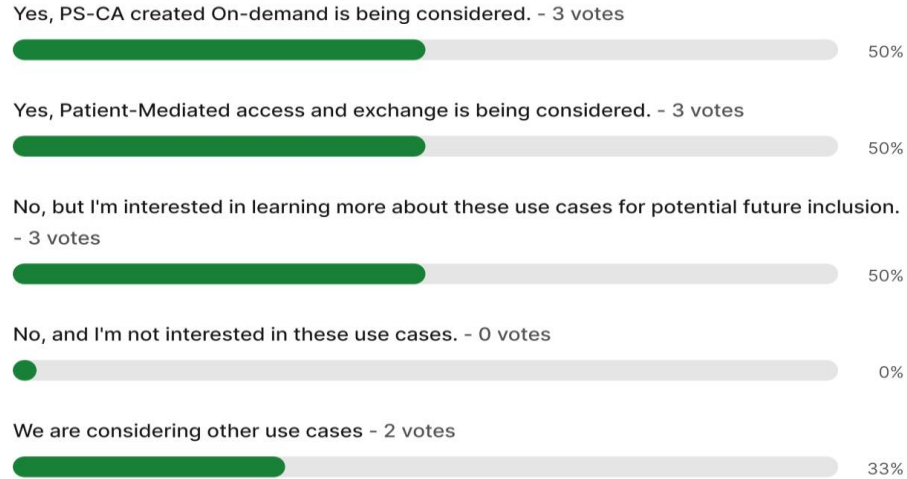 Yes, PS-CA created On-demand is being considered. - 3 votes
50%
Yes, Patient-Mediated access and exchange is being considered. - 3 votes
50%
No, but I'm interested in learning more about these use cases for potential future inclusion.
- 3 votes
50%
No, and I'm not interested in these use cases. - 0 votes
0%
We are considering other use cases - 2 votes
33%